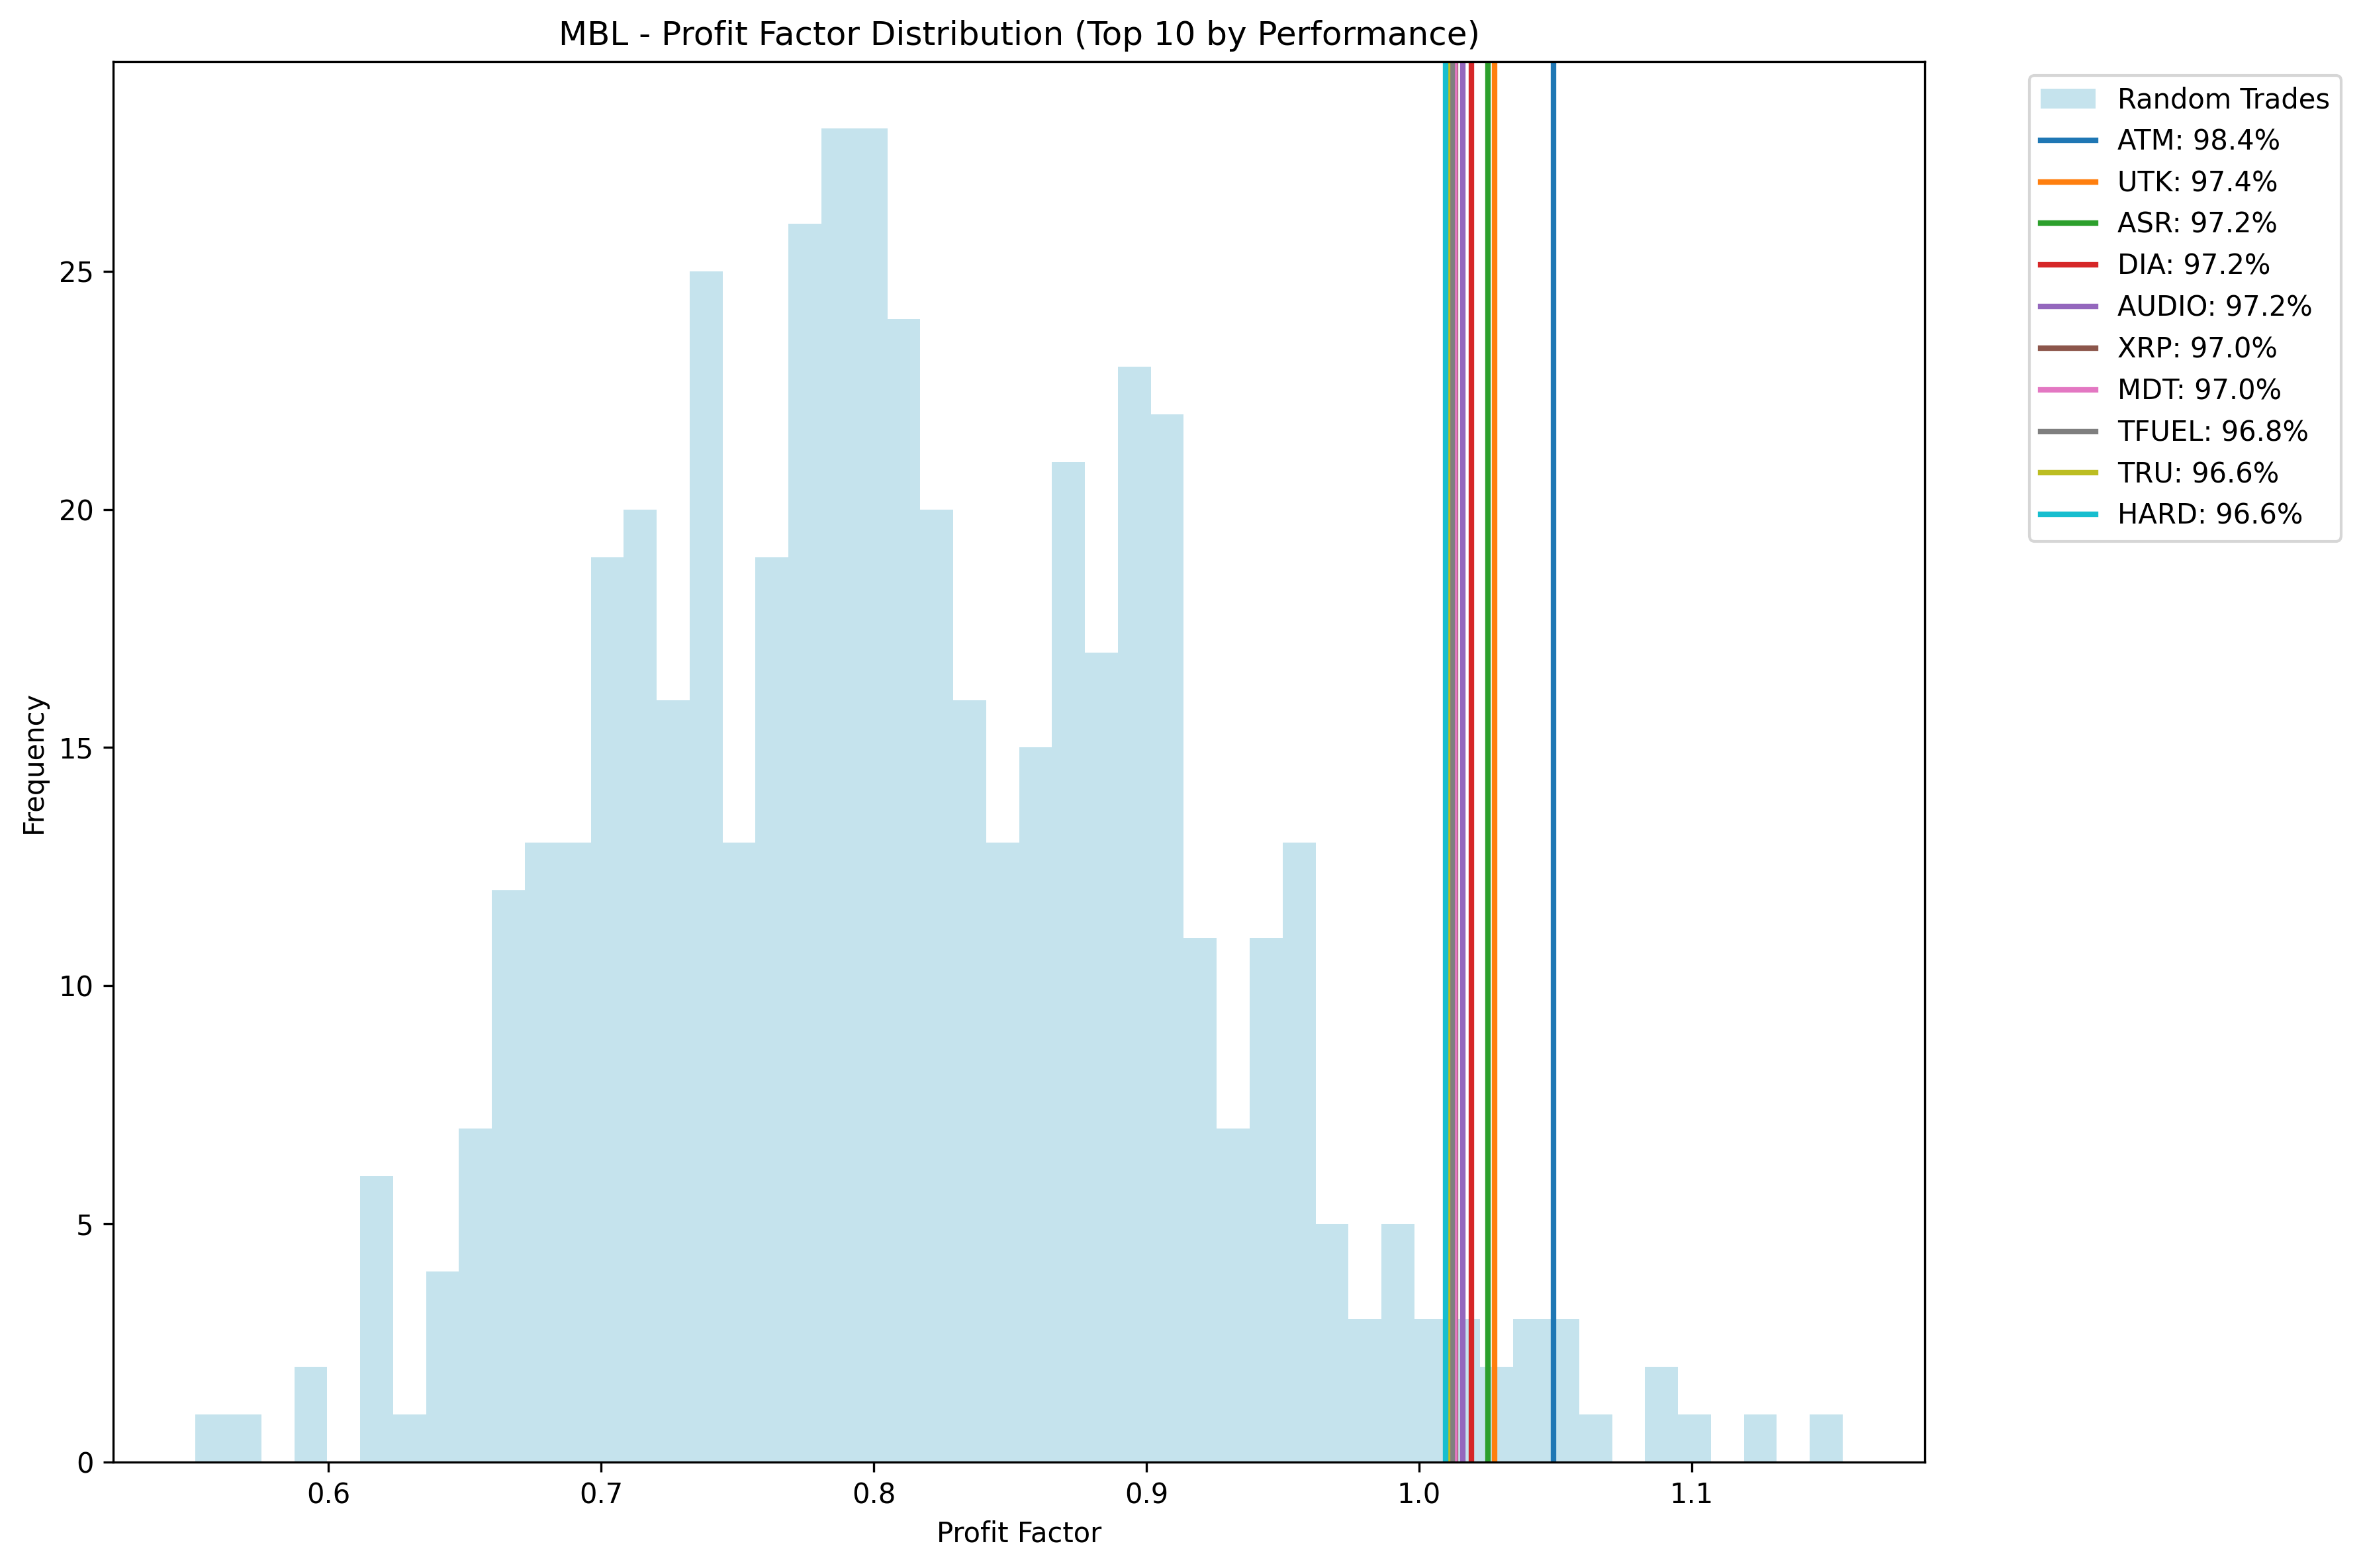 MBL - Profit Factor Distribution (Top 10 by Performance)
Random Trades
ATM: 98.4%
UTK: 97.4%
ASR: 97.2%
DIA: 97.2%
AUDIO: 97.2%
XRP: 97.0%
MDT: 97.0%
TFUEL: 96.8%
TRU: 96.6%
HARD: 96.6%
Frequency
25
20
15
10
5
0
0.6 0.7 0.8 0.9 1.0 1.1
Profit Factor